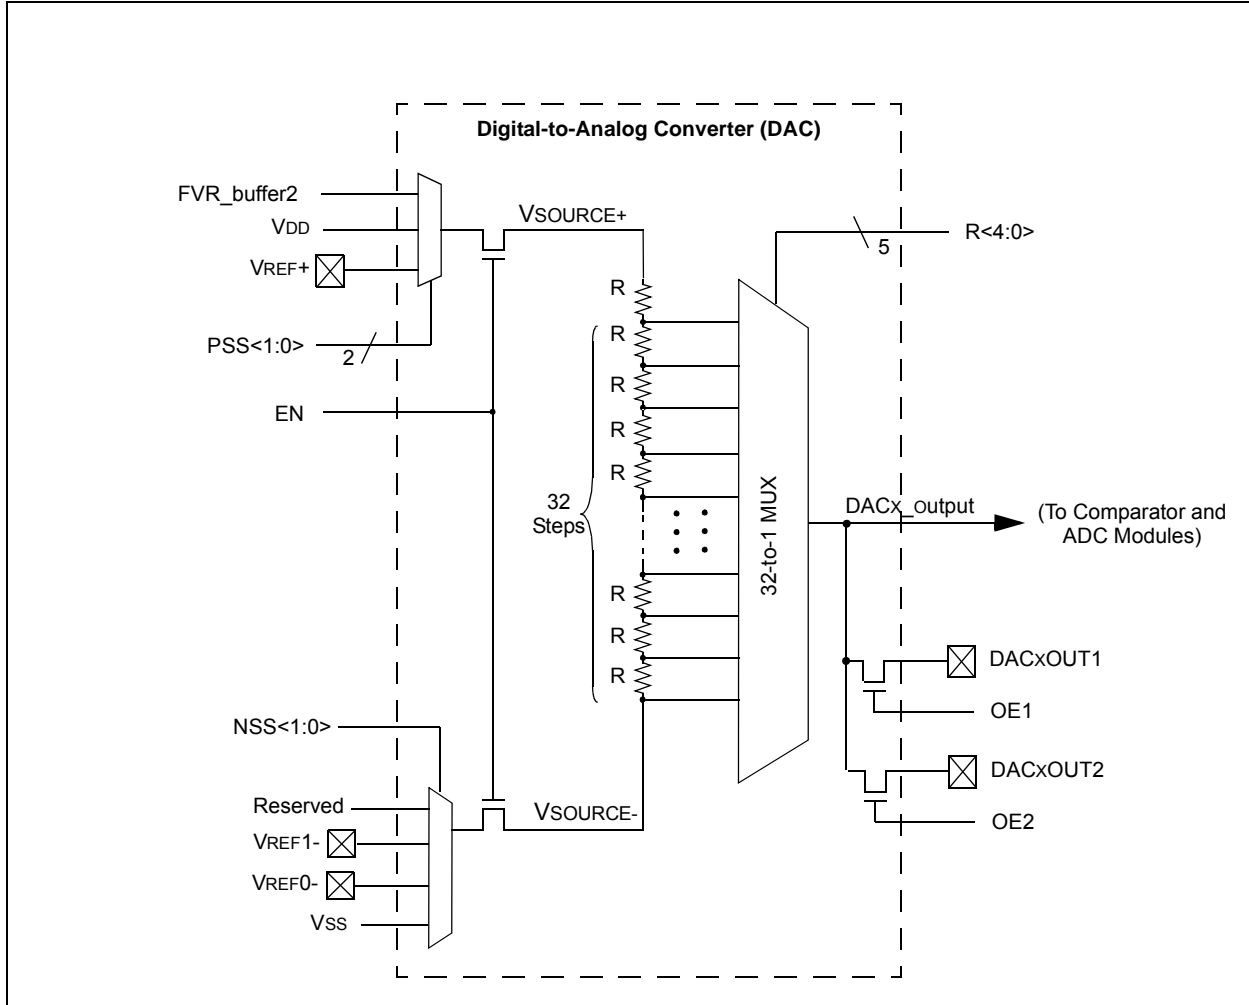 Digital-to-Analog Converter (DAC)
FVR_buffer2
VDD
VREF+
PSS<1:0>
2
EN
VSOURCE+
R<4:0>
5
R
R
R
R
R
R
R
R
32
Steps
32-to-1 MUX
DACX_output
(To Comparator and
ADC Modules)
DACXOUT1
OE1
DACXOUT2
OE2
NSS<1:0>
Reserved
VREF1-
VREF0-
VSS
VSOURCE-